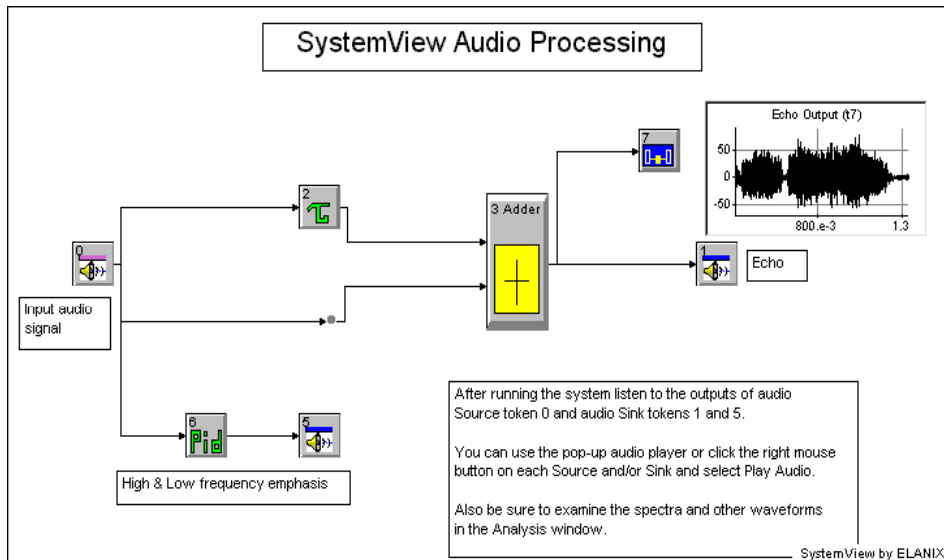 SystemView Audio Processing
Echo Output (t7)
50
0
-50
800.e-3
1.3
7
2
3 Adder
0
1
Echo
Input audio
signal
6
Pid
5
High & Low frequency emphasis
After running the system listen to the outputs of audio
Source token 0 and audio Sink tokens 1 and 5.
You can use the pop-up audio player or click the right mouse
button on each Source and/or Sink and select Play Audio.
Also be sure to examine the spectra and other waveforms
in the Analysis window.
SystemView by ELANIX